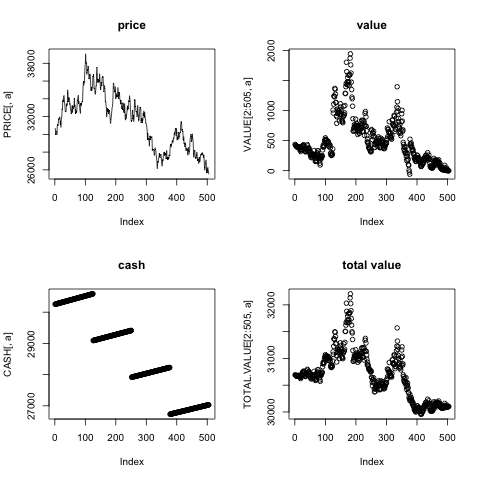 price
PRICE[, a]
26000 32000 38000
0 100 200 300 400 500
Index
value
VALUE[2:505, a]
0 500 1000 2000
0 100 200 300 400 500
Index
cash
CASH[, a]
27000 29000
0 100 200 300 400 500
Index
total value
TOTAL.VALUE[2:505, a]
30000 31000 32000
0 100 200 300 400 500
Index